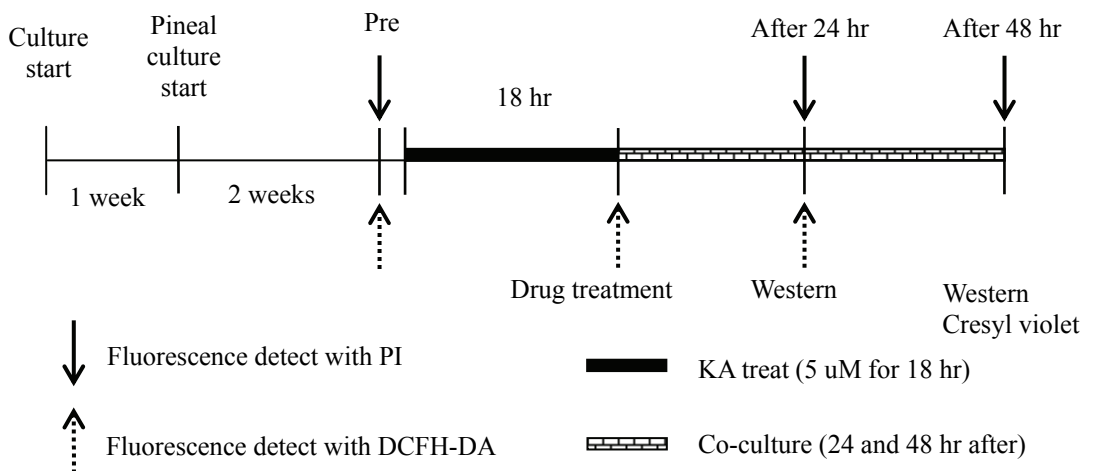 Culture
start
Pineal
culture
start
Pre
18 hr
After 24 hr
After 48 hr
1 week
2 weeks
Drug treatment
Western
Western
Cresyl violet
Fluorescence detect with PI
KA treat (5 uM for 18 hr)
Fluorescence detect with DCFH-DA
Co-culture (24 and 48 hr after)